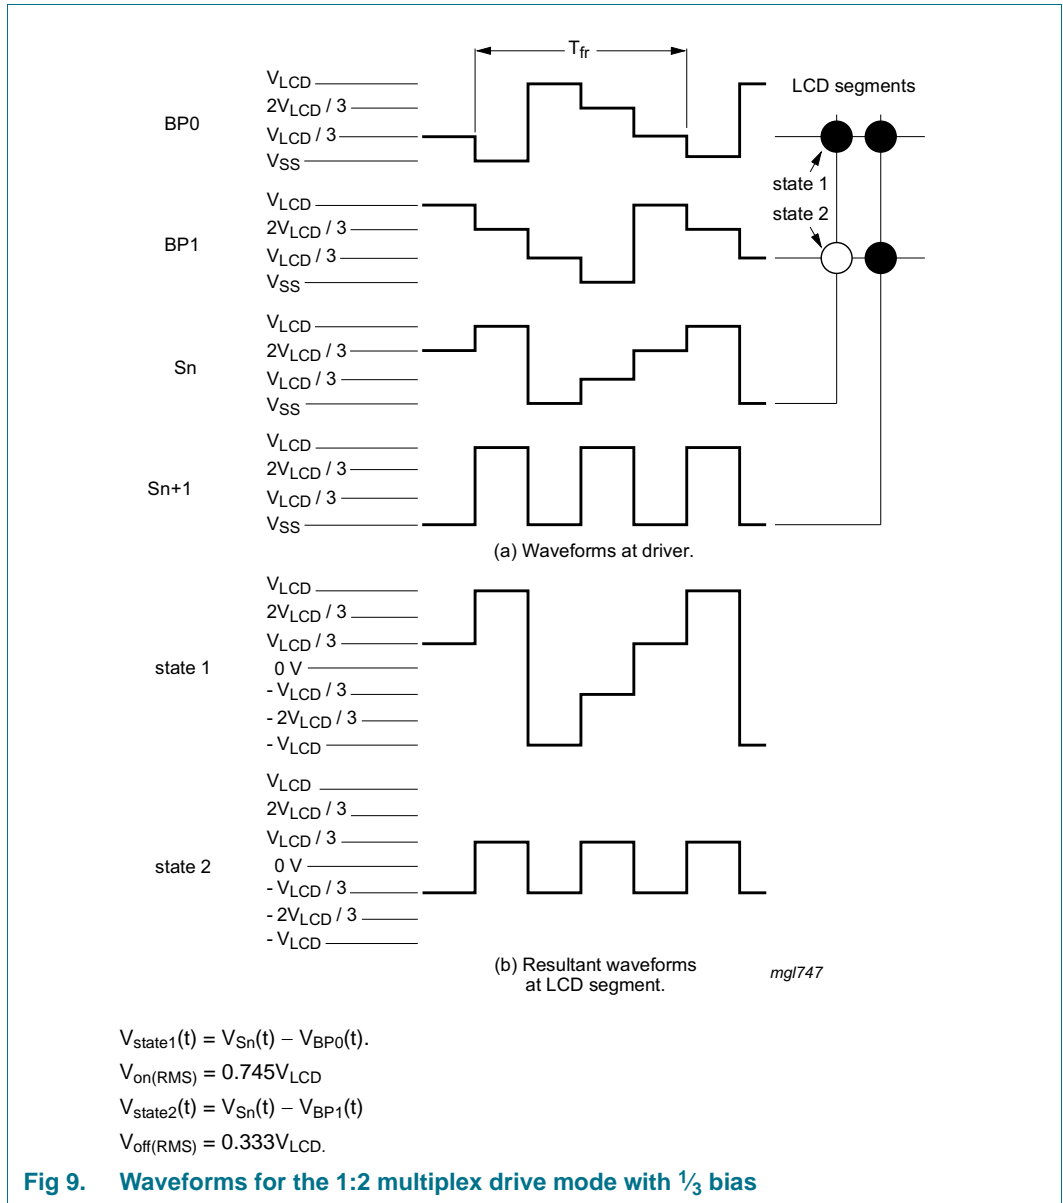 T_fr
V_LCD
LCD segments
2V_LCD / 3
BP0
V_LCD / 3
V_SS
state 1
V_LCD
state 2
2V_LCD / 3
BP1
V_LCD / 3
V_SS
V_LCD
2V_LCD / 3
Sn
V_LCD / 3
V_SS
V_LCD
2V_LCD / 3
Sn+1
V_LCD / 3
V_SS
(a) Waveforms at driver.
V_LCD
2V_LCD / 3
V_LCD / 3
state 1
0 V
- V_LCD / 3
- 2V_LCD / 3
- V_LCD
V_LCD
2V_LCD / 3
V_LCD / 3
state 2
0 V
- V_LCD / 3
- 2V_LCD / 3
- V_LCD
(b) Resultant waveforms
at LCD segment.
mgl747
V_state1(t) = V_Sn(t) − V_BP0(t).
V_on(RMS) = 0.745V_LCD
V_state2(t) = V_Sn(t) − V_BP1(t)
V_off(RMS) = 0.333V_LCD.
Fig 9. Waveforms for the 1:2 multiplex drive mode with 1⁄3 bias